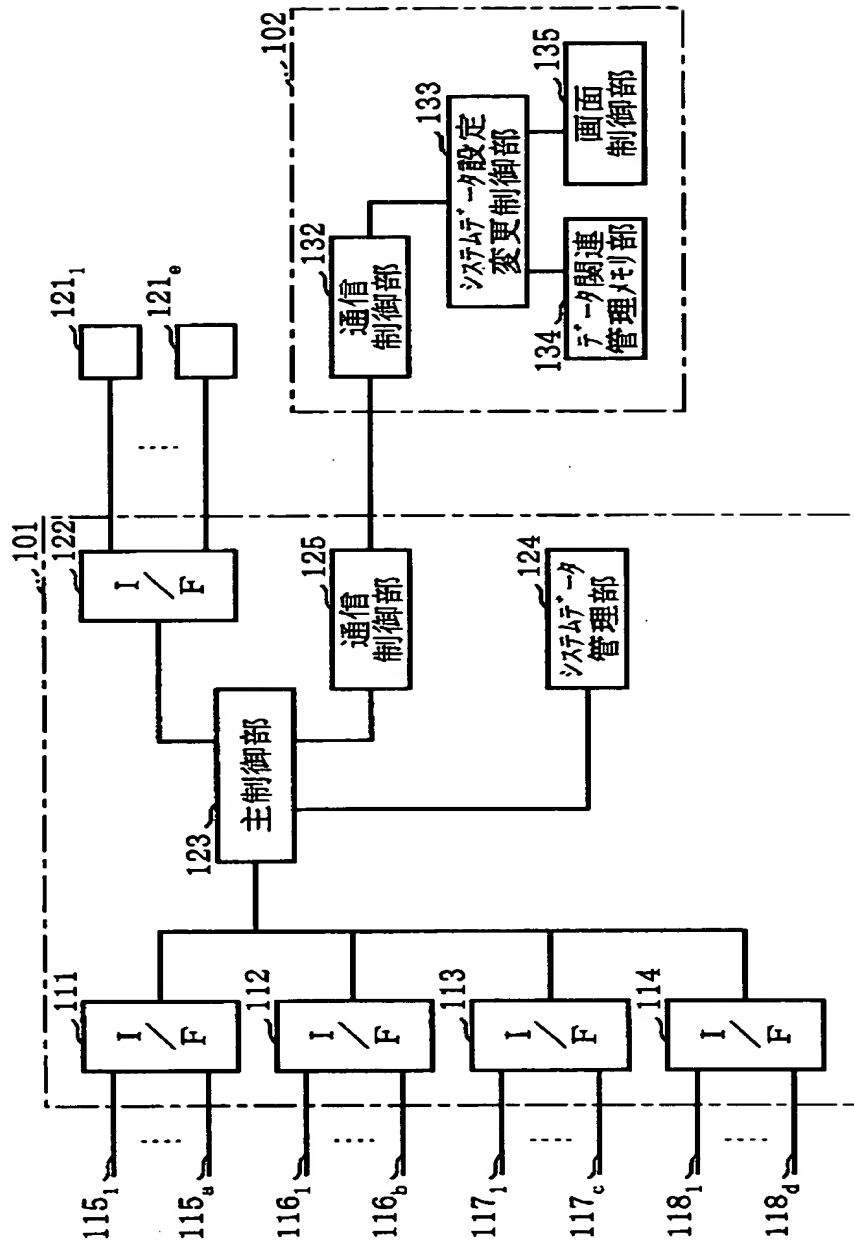 115₁
115ₐ
116₁
116b
117₁
117c
118₁
118d
111
I/F
112
I/F
113
I/F
114
I/F
101
123
主制御部
122
I/F
125
通信
制御部
124
システムデータ
管理部
121₁
121ₑ
102
132
通信
制御部
133
システムデータ設定
変更制御部
134
データ関連
管理メモリ部
135
画面
制御部